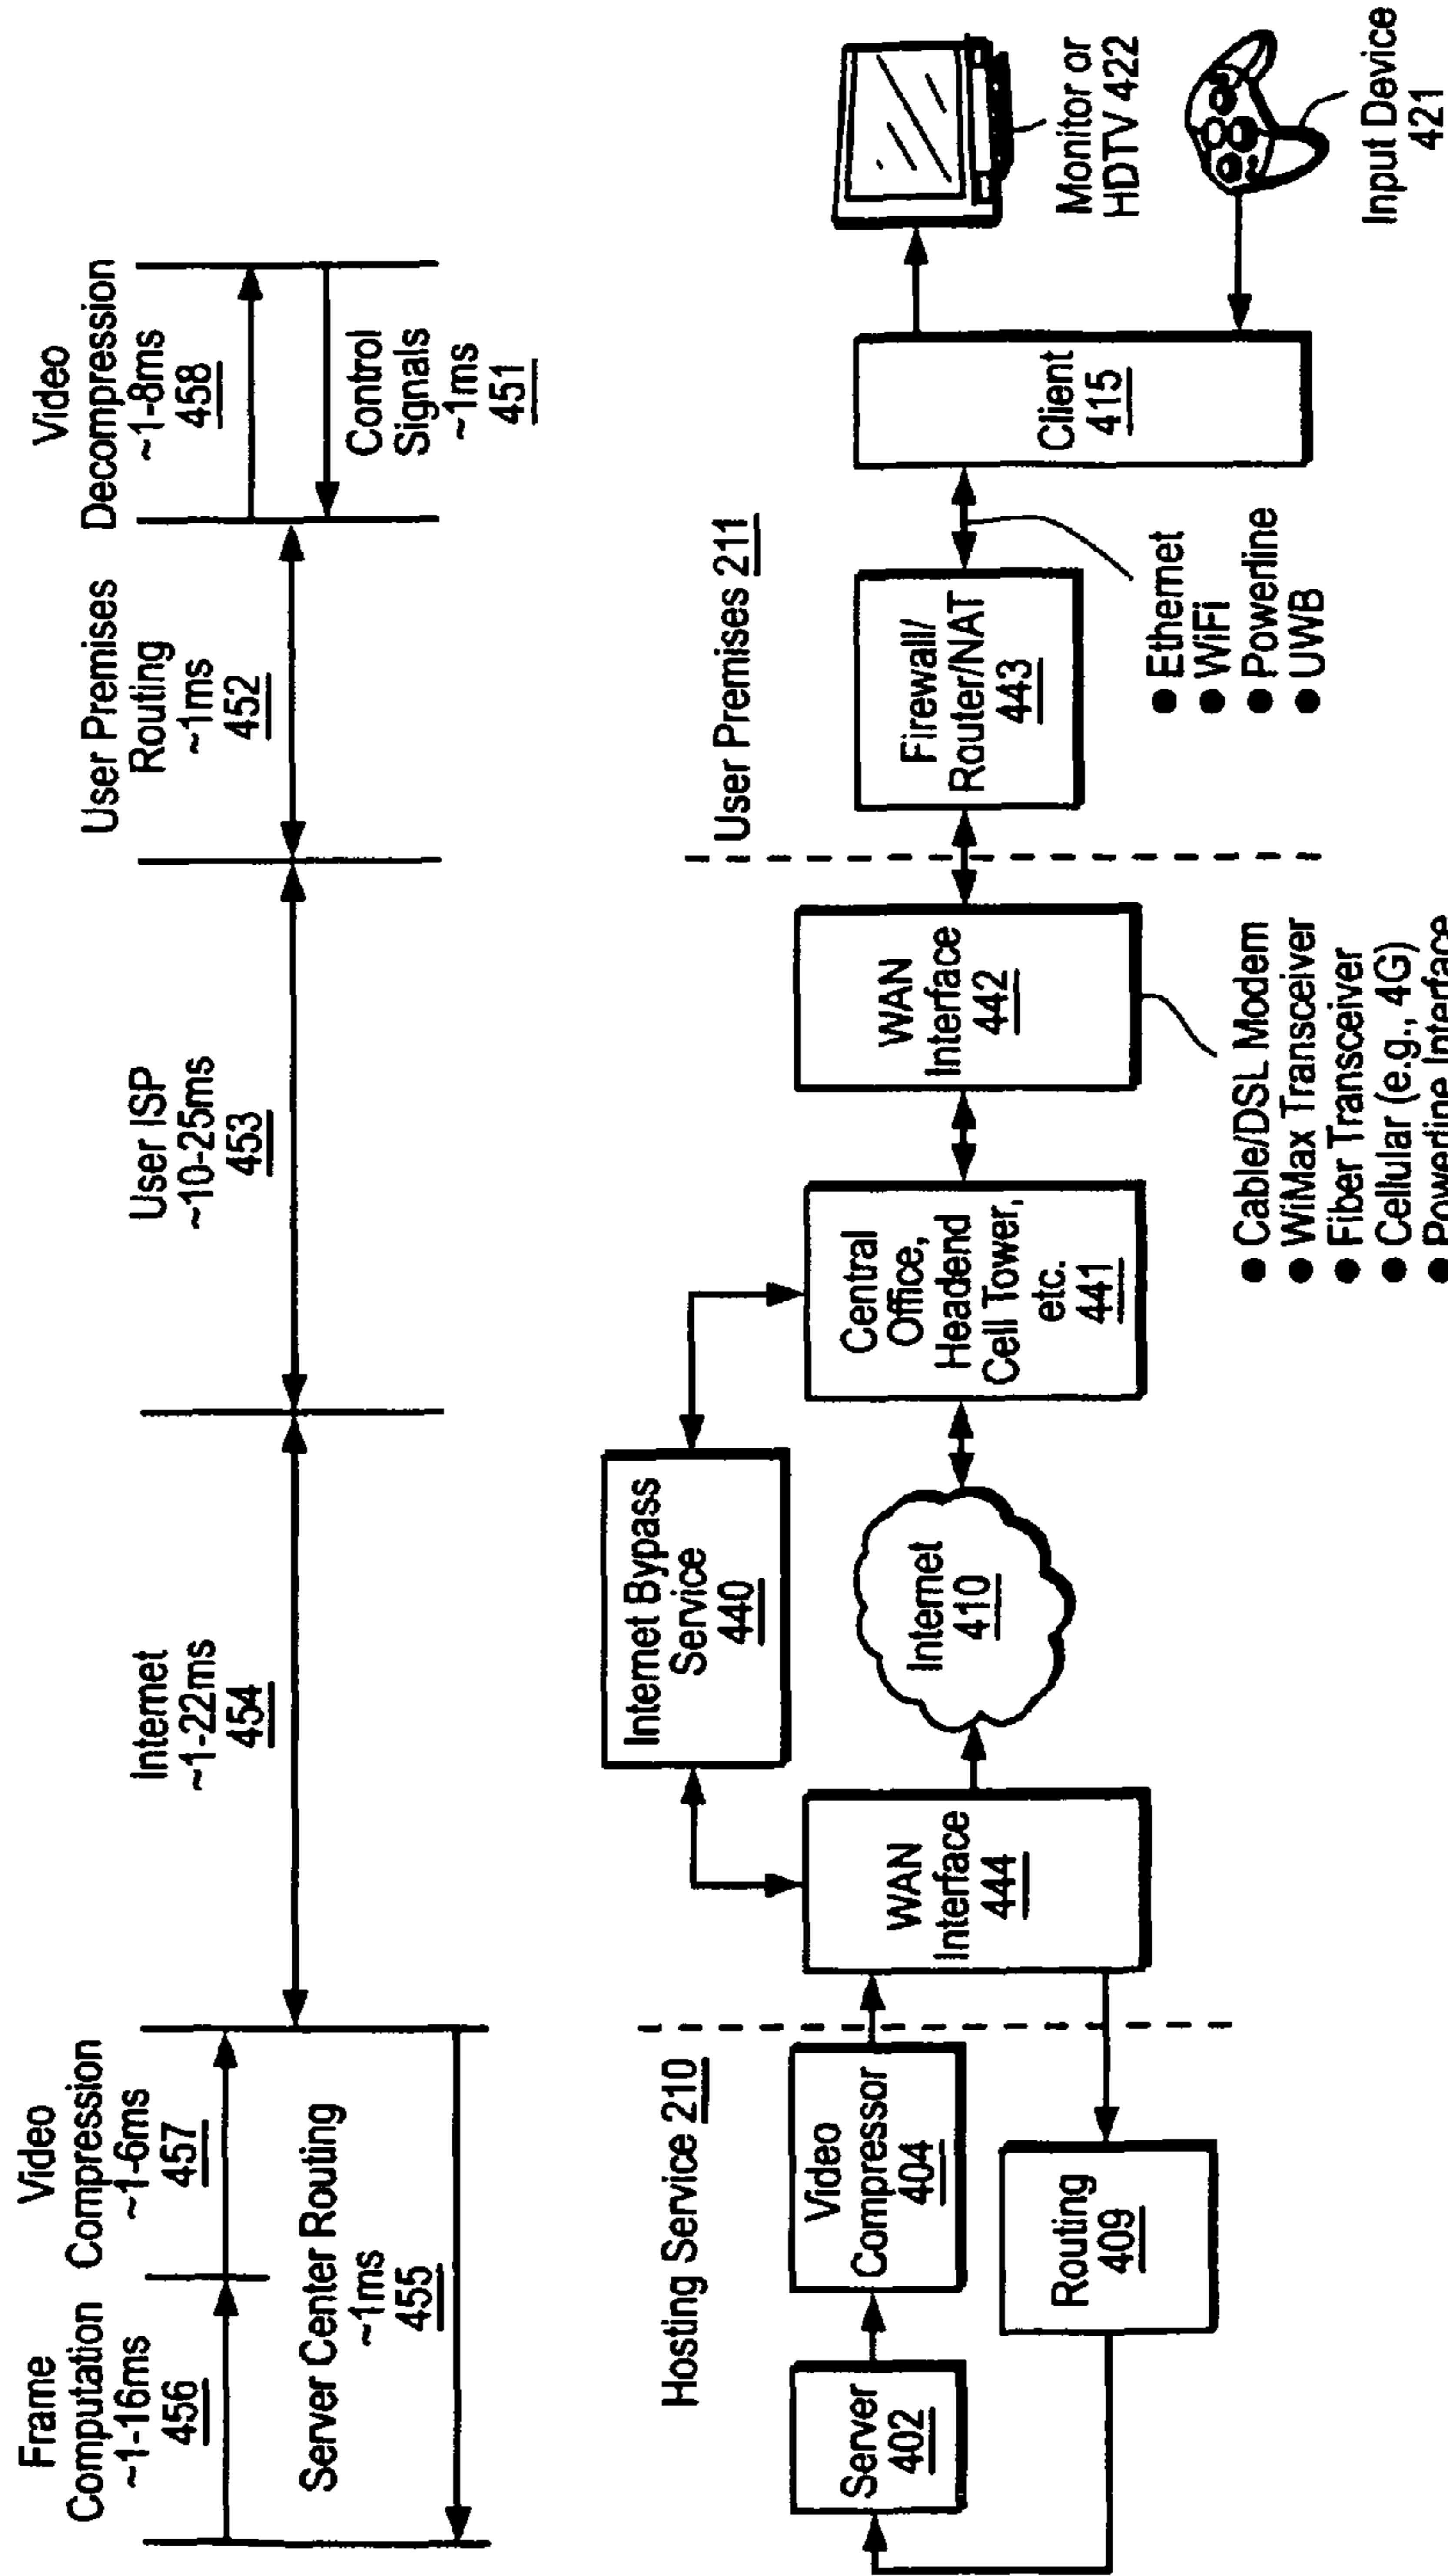 Frame
Computation
~1-16ms
456
Video
Compression
~1-6ms
457
Server Center Routing
~1ms
455
Internet
~1-22ms
454
User ISP
~10-25ms
453
User Premises
Routing
~1ms
452
Video
Decompression
~1-8ms
458
Control
Signals
~1ms
451
Hosting Service 210
Server
402
Video
Compressor
404
Routing
409
WAN
Interface
444
Internet Bypass
Service
440
Internet
410
Central
Office,
Headend
Cell Tower,
etc.
441
WAN
Interface
442
● Cable/DSL Modem
● WiMax Transceiver
● Fiber Transceiver
● Cellular (e.g., 4G)
● Powerline Interface
User Premises 211
Firewall/
Router/NAT
443
● Ethernet
● WiFi
● Powerline
● UWB
Client
415
Monitor or
HDTV 422
Input Device
421